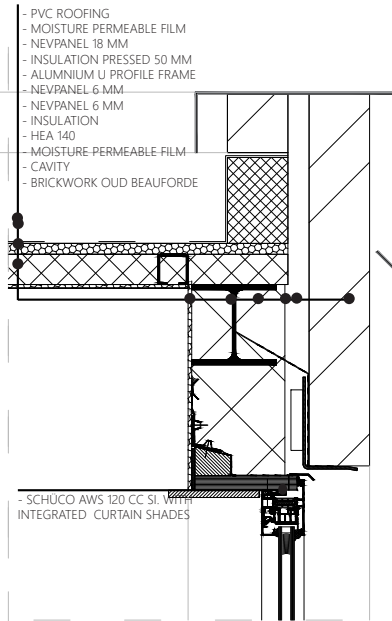 - PVC ROOFING
- MOISTURE PERMEABLE FILM
- NEVPANEL 18 MM
- INSULATION PRESSED 50 MM
- ALUMNIUM U PROFILE FRAME
- NEVPANEL 6 MM
- NEVPANEL 6 MM
- INSULATION
- HEA 140
- MOISTURE PERMEABLE FILM
- CAVITY
- BRICKWORK OUD BEAUFORDE
- SCHÜCO AWS 120 CC SI. WITH
INTEGRATED CURTAIN SHADES